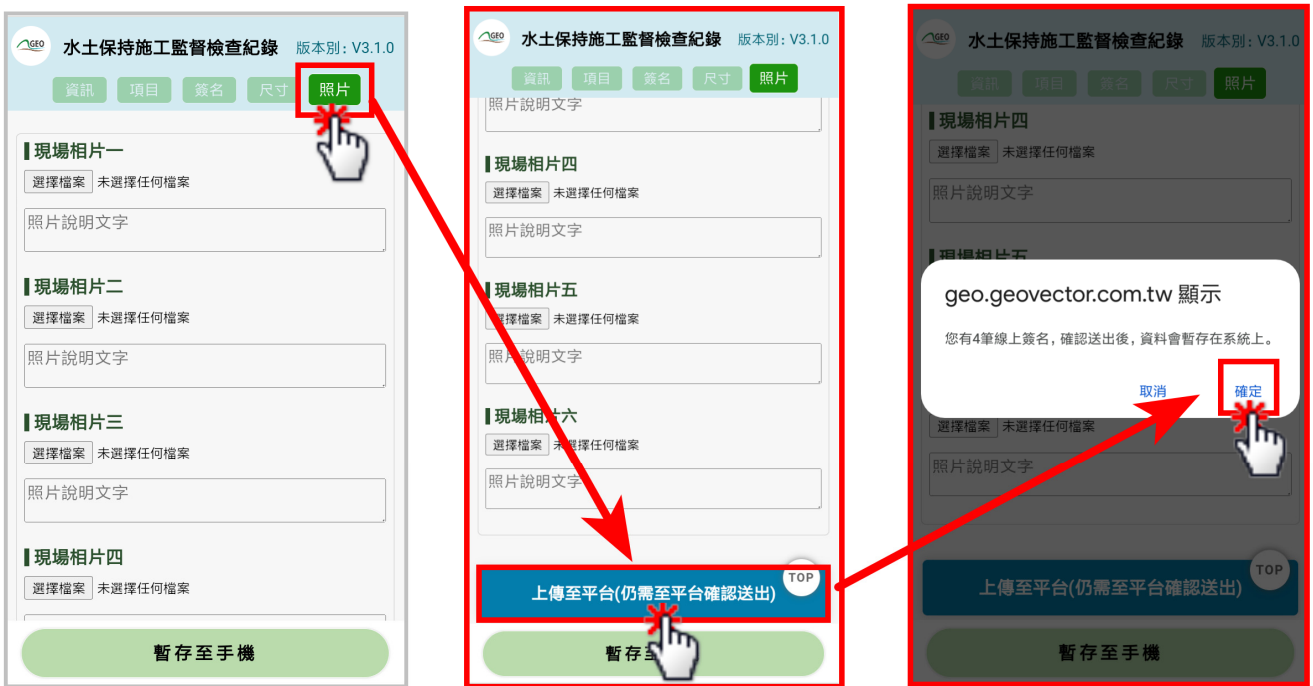 GEO
水土保持施工監督檢查紀錄 版本別: V3.1.0
資訊 項目 簽名 尺寸 照片
現場相片一
選擇檔案 未選擇任何檔案
照片說明文字
現場相片二
選擇檔案 未選擇任何檔案
照片說明文字
現場相片三
選擇檔案 未選擇任何檔案
照片說明文字
現場相片四
選擇檔案 未選擇任何檔案
暫存至手機
GEO
水土保持施工監督檢查紀錄 版本別: V3.1.0
資訊 項目 簽名 尺寸 照片
照片說明文字
現場相片四
選擇檔案 未選擇任何檔案
照片說明文字
現場相片五
選擇檔案 未選擇任何檔案
照片說明文字
現場相片六
選擇檔案 未選擇任何檔案
照片說明文字
TOP
上傳至平台(仍需至平台確認送出)
暫存至
GEO
水土保持施工監督檢查紀錄 版本別: V3.1.0
資訊 項目 簽名 尺寸 照片
現場相片四
選擇檔案 未選擇任何檔案
照片說明文字
現場相片五
geo.geovector.com.tw 顯示
您有4筆線上簽名，確認送出後，資料會暫存在系統上。
取消 確定
選擇檔案 未選擇任何檔案
照片說明文字
TOP
上傳至平台(仍需至平台確認送出)
暫存至手機